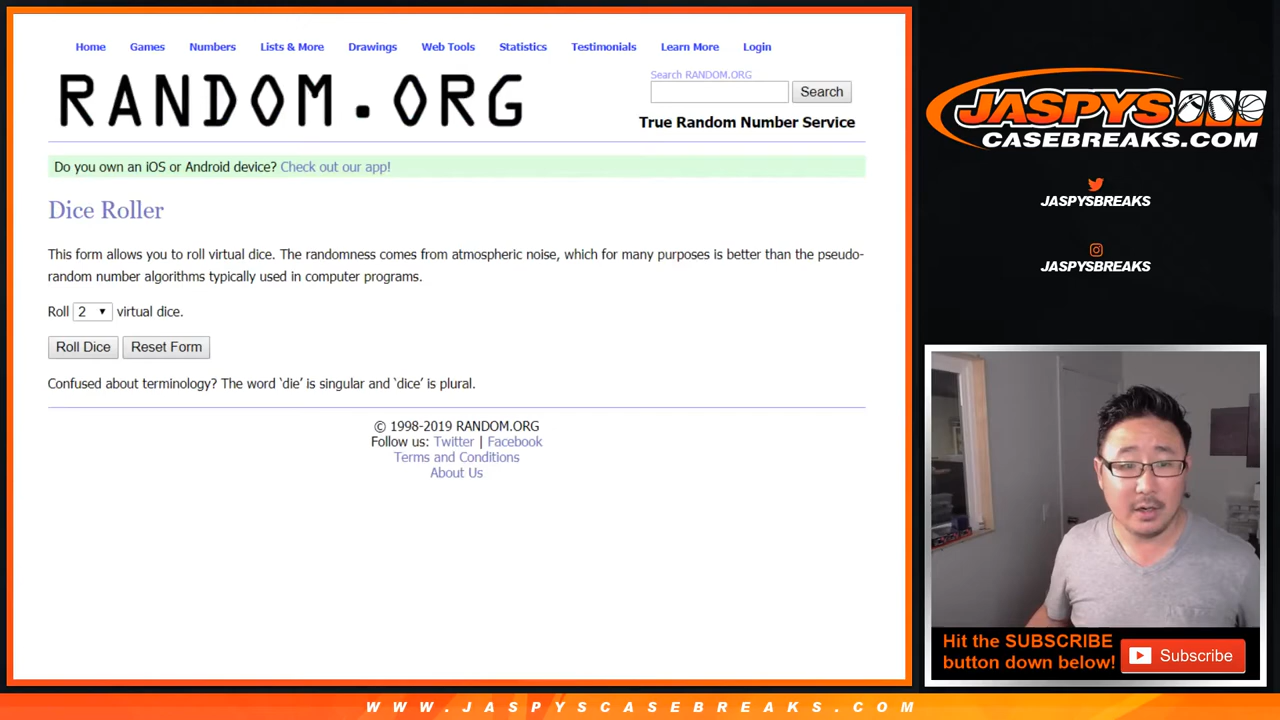 Home Games Numbers Lists & More Drawings Web Tools Statistics Testimonials Learn More Login
RANDOM.ORG
Search RANDOM.ORG
Search
True Random Number Service
Do you own an iOS or Android device? Check out our app!
Dice Roller
This form allows you to roll virtual dice. The randomness comes from atmospheric noise, which for many purposes is better than the pseudo-
random number algorithms typically used in computer programs.
Roll 2 virtual dice.
Roll Dice Reset Form
Confused about terminology? The word ‘die’ is singular and ‘dice’ is plural.
© 1998-2019 RANDOM.ORG
Follow us: Twitter | Facebook
Terms and Conditions
About Us
JASPYS
CASEBREAKS.COM
JASPYSBREAKS
JASPYSBREAKS
Hit the SUBSCRIBE
button down below!
Subscribe
WWW.JASPYSCASEBREAKS.COM